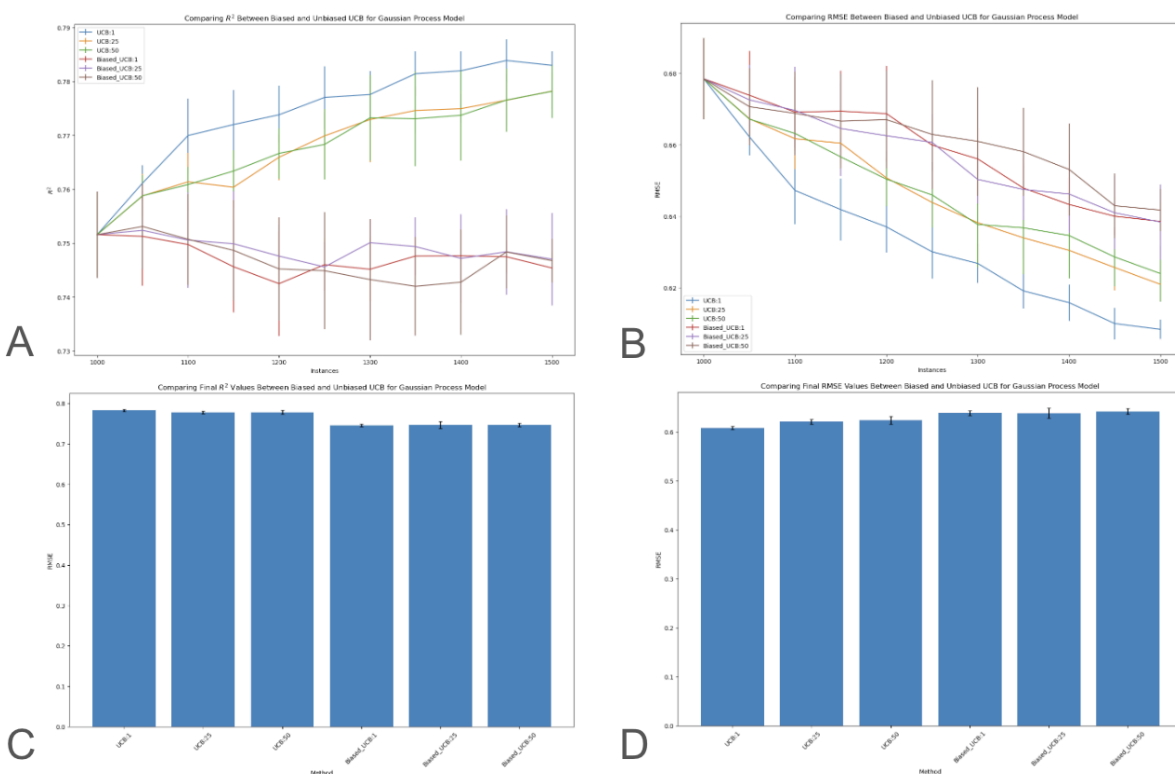 Comparing R² Between Biased and Unbiased UCB for Gaussian Process Model
0.79
0.78
0.77
0.76
0.75
0.74
0.73
R²
UCB:1
UCB:25
UCB:50
Biased_UCB:1
Biased_UCB:25
Biased_UCB:50
1000
1100
1200
1300
1400
1500
Instances
A
Comparing RMSE Between Biased and Unbiased UCB for Gaussian Process Model
0.68
0.66
0.64
0.62
RMSE
UCB:1
UCB:25
UCB:50
Biased_UCB:1
Biased_UCB:25
Biased_UCB:50
1000
1100
1200
1300
1400
1500
Instances
B
Comparing Final R² Values Between Biased and Unbiased UCB for Gaussian Process Model
0.8
0.7
0.6
0.5
0.4
0.3
0.2
0.1
0.0
RMSE
UCB:1
UCB:25
UCB:50
Biased_UCB:1
Biased_UCB:25
Biased_UCB:50
Method
C
Comparing Final RMSE Values Between Biased and Unbiased UCB for Gaussian Process Model
0.6
0.5
0.4
0.3
0.2
0.1
0.0
RMSE
UCB:1
UCB:25
UCB:50
Biased_UCB:1
Biased_UCB:25
Biased_UCB:50
Method
D